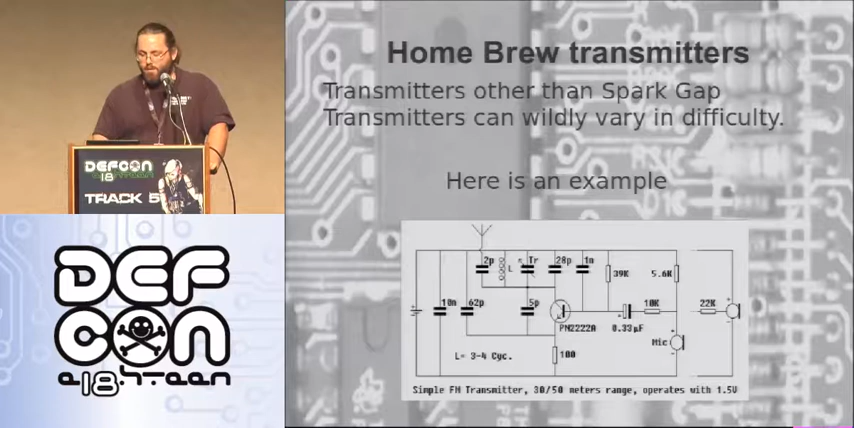 Home Brew transmitters
Transmitters other than Spark Gap
Transmitters can wildly vary in difficulty.
Here is an example
2p
L
Tr
28p
1n
39K
5.6K
10n
62p
5p
PN2222A
0.33µF
10K
22K
Mic
L= 3-4 Cyc.
100
Simple FM Transmitter, 30/50 meters range, operates with 1.5V
DEFCON
18
TRACK 5
DEF
CON
e18hteen